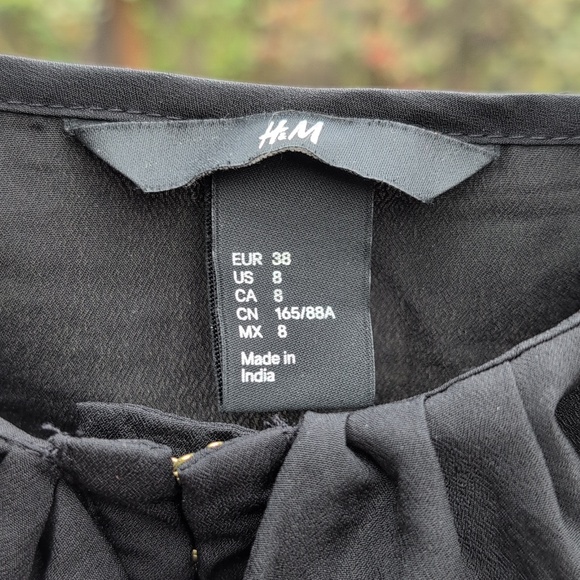 H&M
EUR 38
US 8
CA 8
CN 165/88A
MX 8
Made in
India